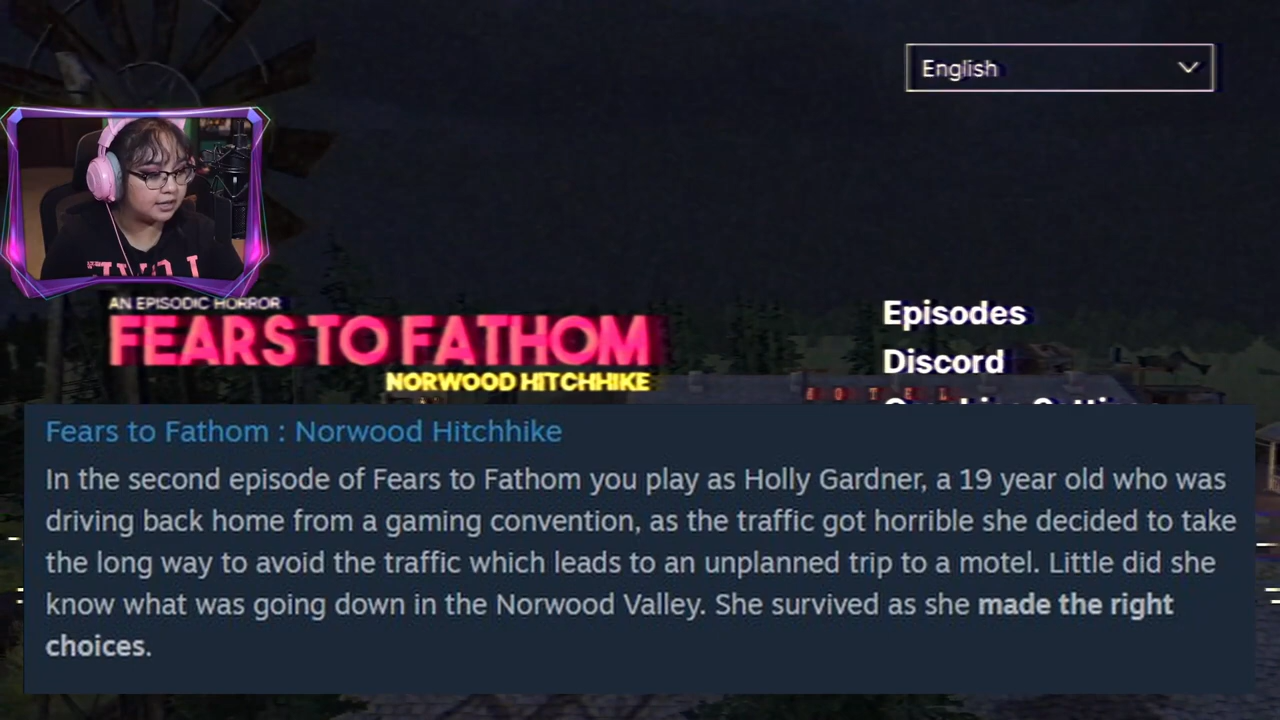 English
AN EPISODIC HORROR
FEARS TO FATHOM
NORWOOD HITCHHIKE
Episodes
Discord
Fears to Fathom : Norwood Hitchhike
In the second episode of Fears to Fathom you play as Holly Gardner, a 19 year old who was
driving back home from a gaming convention, as the traffic got horrible she decided to take
the long way to avoid the traffic which leads to an unplanned trip to a motel. Little did she
know what was going down in the Norwood Valley. She survived as she made the right
choices.